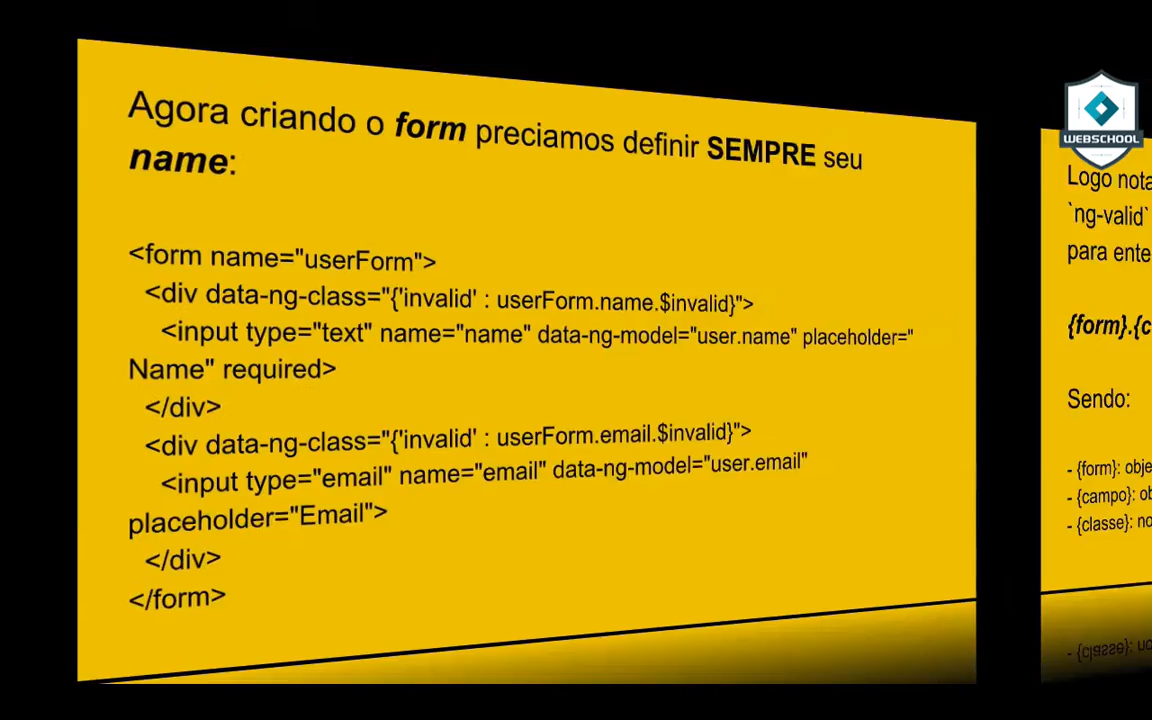 Agora criando o form preciamos definir SEMPRE seu
name:
<form name="userForm">
<div data-ng-class="{'invalid' : userForm.name.$invalid}">
<input type="text" name="name" data-ng-model="user.name" placeholder="
Name" required>
</div>
<div data-ng-class="{'invalid' : userForm.email.$invalid}">
<input type="email" name="email" data-ng-model="user.email"
placeholder="Email">
</div>
</form>
WEBSCHOOL
Logo nota
`ng-valid`
para ente
{form}.{c
Sendo:
- {form}: obje
- {campo}: ob
- {classe}: no